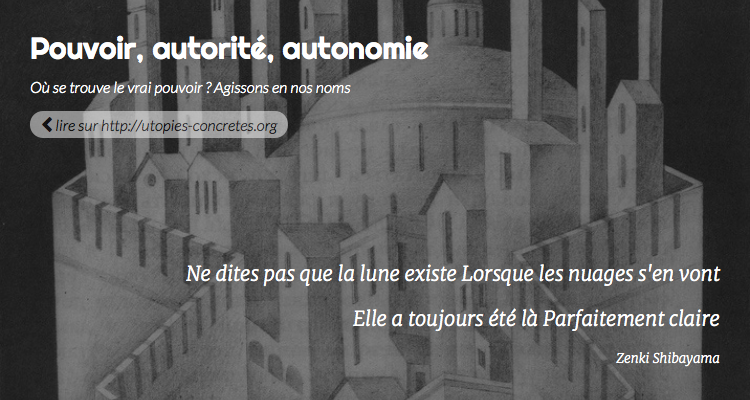 Pouvoir, autorité, autonomie
Où se trouve le vrai pouvoir ? Agissons en nos noms
lire sur http://utopies-concretes.org
Ne dites pas que la lune existe Lorsque les nuages s'en vont
Elle a toujours été là Parfaitement claire
Zenki Shibayama